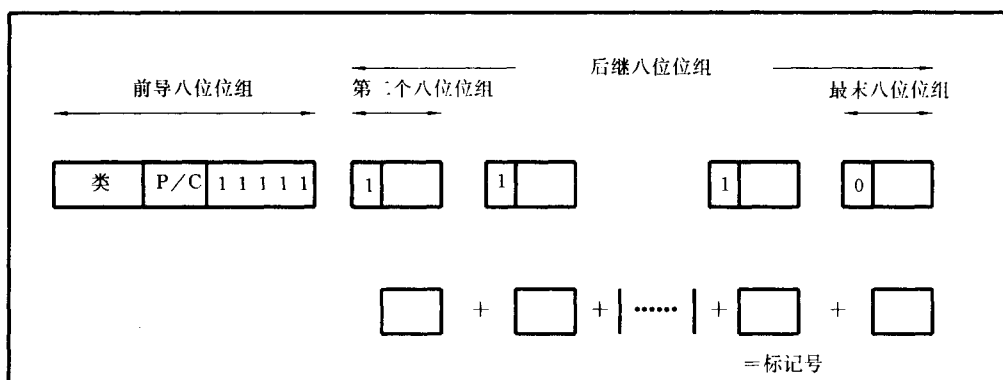 后继八位位组
前导八位位组 第二个八位位组 最末八位位组
类 P/C 1 1 1 1 1 1 1 1 0
+ + …… + +
=标记号